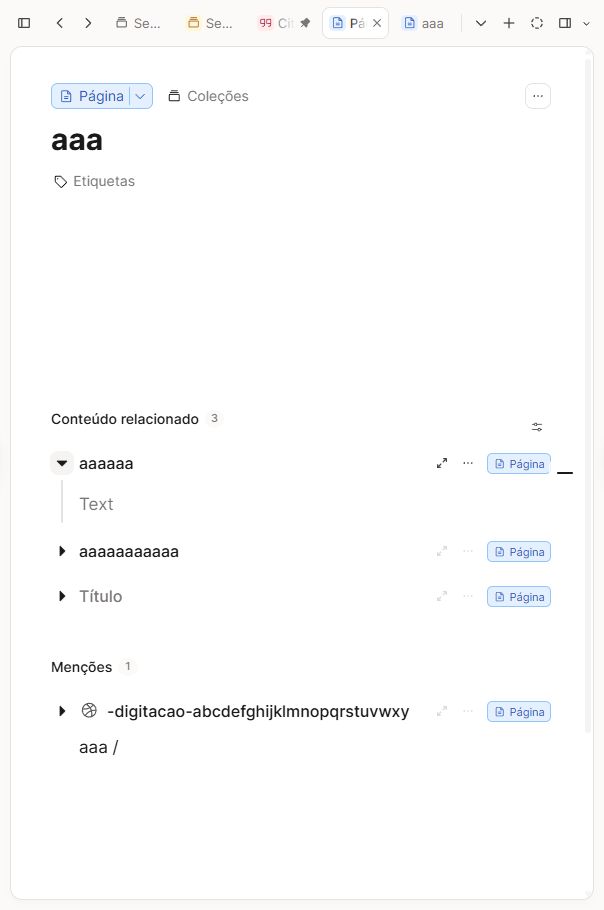 Se...
Se...
Cit
Pá
aaa
Página
Coleções
aaa
Etiquetas
Conteúdo relacionado 3
aaaaaa
Página
Text
aaaaaaaaaaa
Página
Título
Página
Menções 1
-digitacao-abcdefghijklmnopqrstuvwxy
Página
aaa /